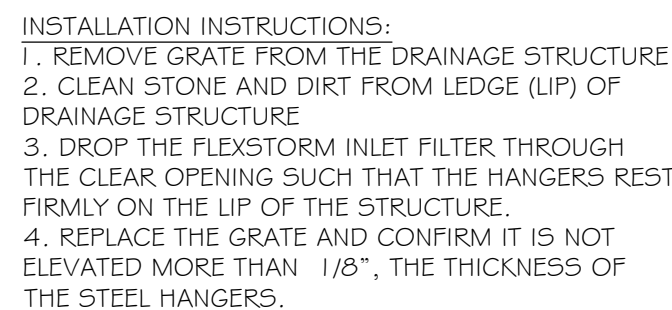 INSTALLATION INSTRUCTIONS:
1. REMOVE GRATE FROM THE DRAINAGE STRUCTURE
2. CLEAN STONE AND DIRT FROM LEDGE (LIP) OF
DRAINAGE STRUCTURE
3. DROP THE FLEXSTORM INLET FILTER THROUGH
THE CLEAR OPENING SUCH THAT THE HANGERS REST
FIRMLY ON THE LIP OF THE STRUCTURE.
4. REPLACE THE GRATE AND CONFIRM IT IS NOT
ELEVATED MORE THAN  1/8”, THE THICKNESS OF
THE STEEL HANGERS.